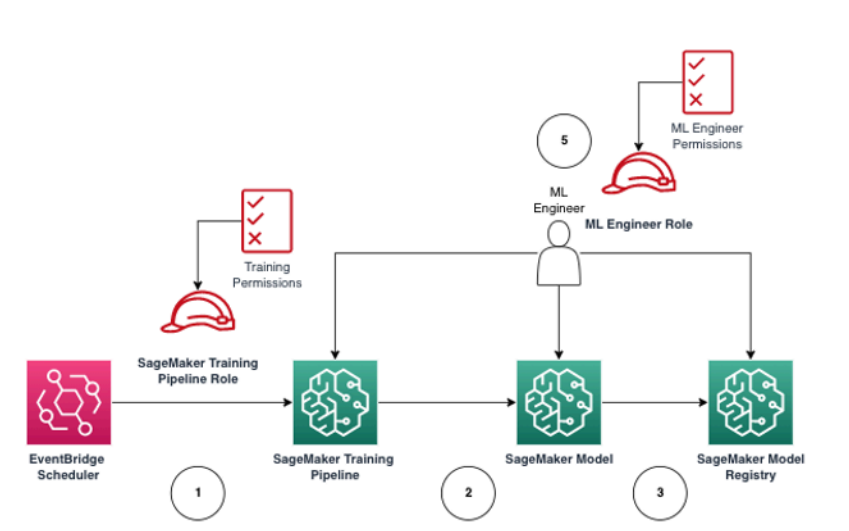 ML Engineer
Permissions
5
ML
Engineer
ML Engineer Role
Training
Permissions
SageMaker Training
Pipeline Role
EventBridge
Scheduler
SageMaker Training
Pipeline
SageMaker Model
SageMaker Model
Registry
1
2
3